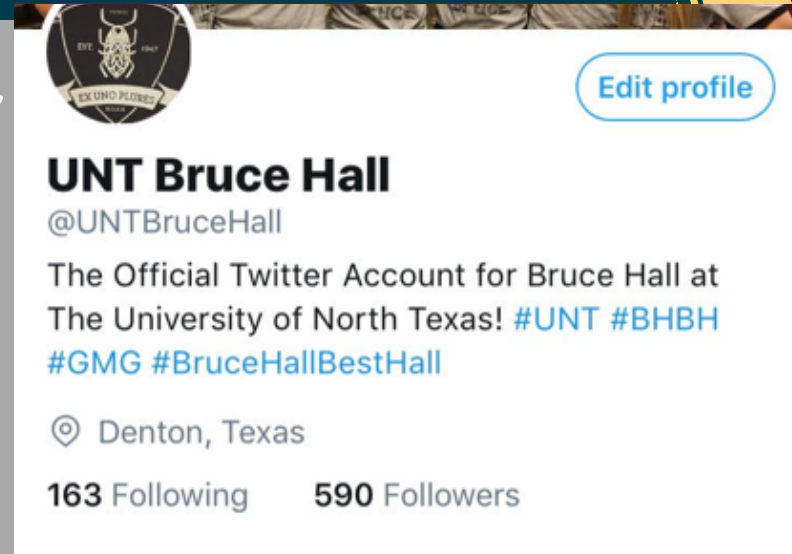 EST. 1947
EX UNO PLURES
ROAR
Edit profile
UNT Bruce Hall
@UNTBruceHall
The Official Twitter Account for Bruce Hall at
The University of North Texas! #UNT #BHBH
#GMG #BruceHallBestHall
Denton, Texas
163 Following 590 Followers